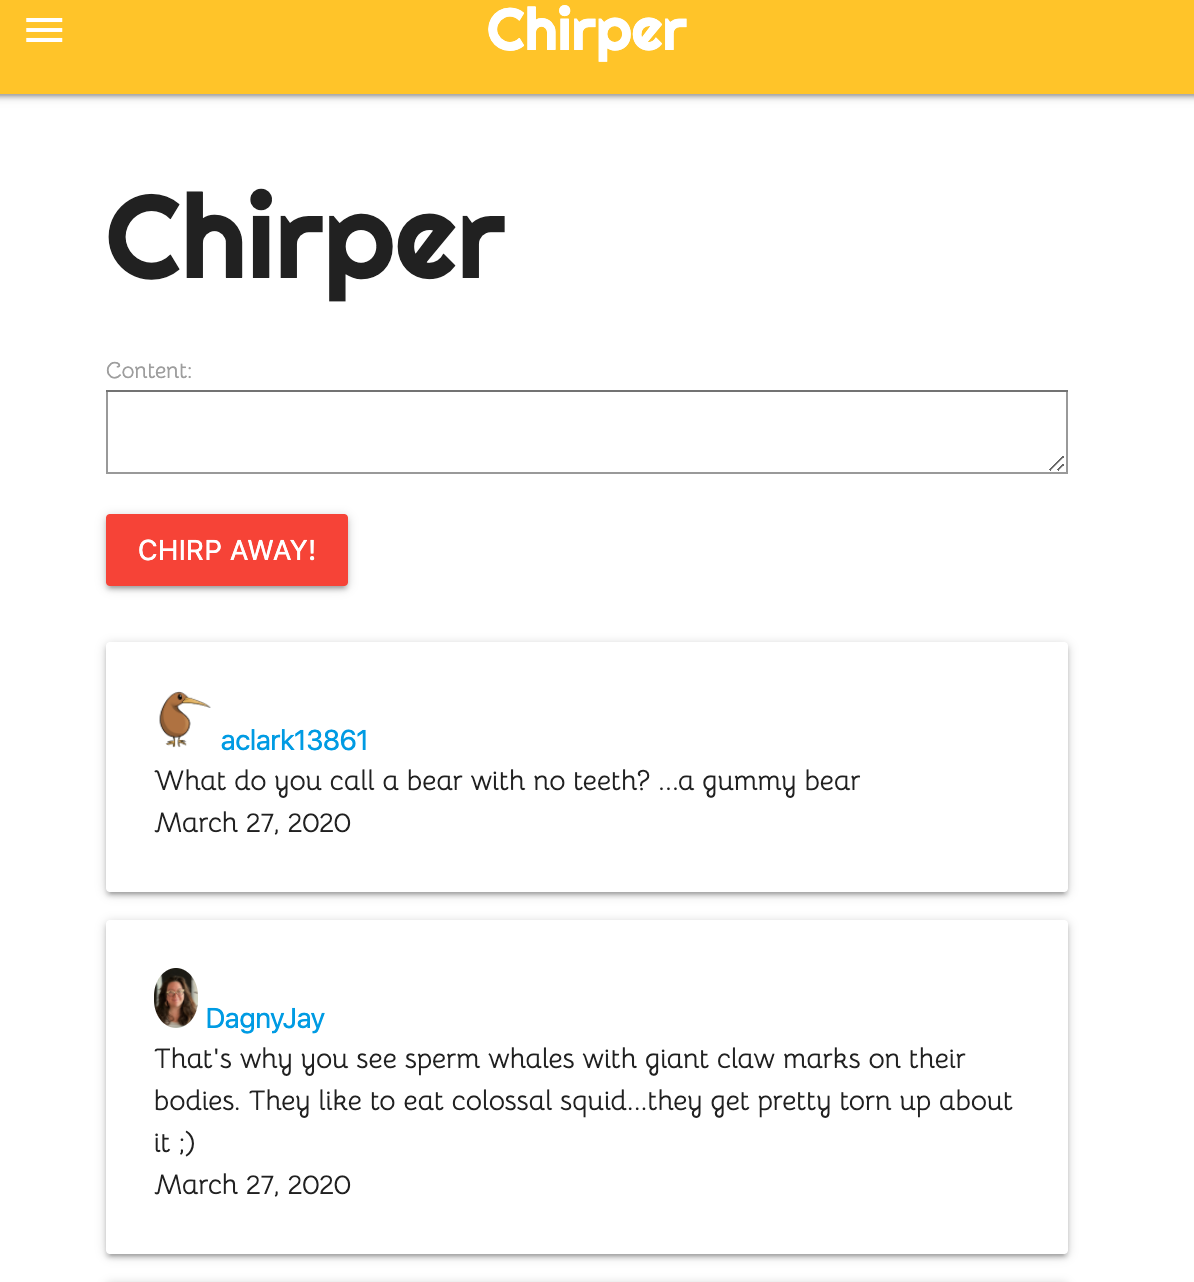 Chirper
Chirper
Content:
CHIRP AWAY!
aclark13861
What do you call a bear with no teeth? ...a gummy bear
March 27, 2020
DagnyJay
That's why you see sperm whales with giant claw marks on their
bodies. They like to eat colossal squid...they get pretty torn up about
it ;)
March 27, 2020